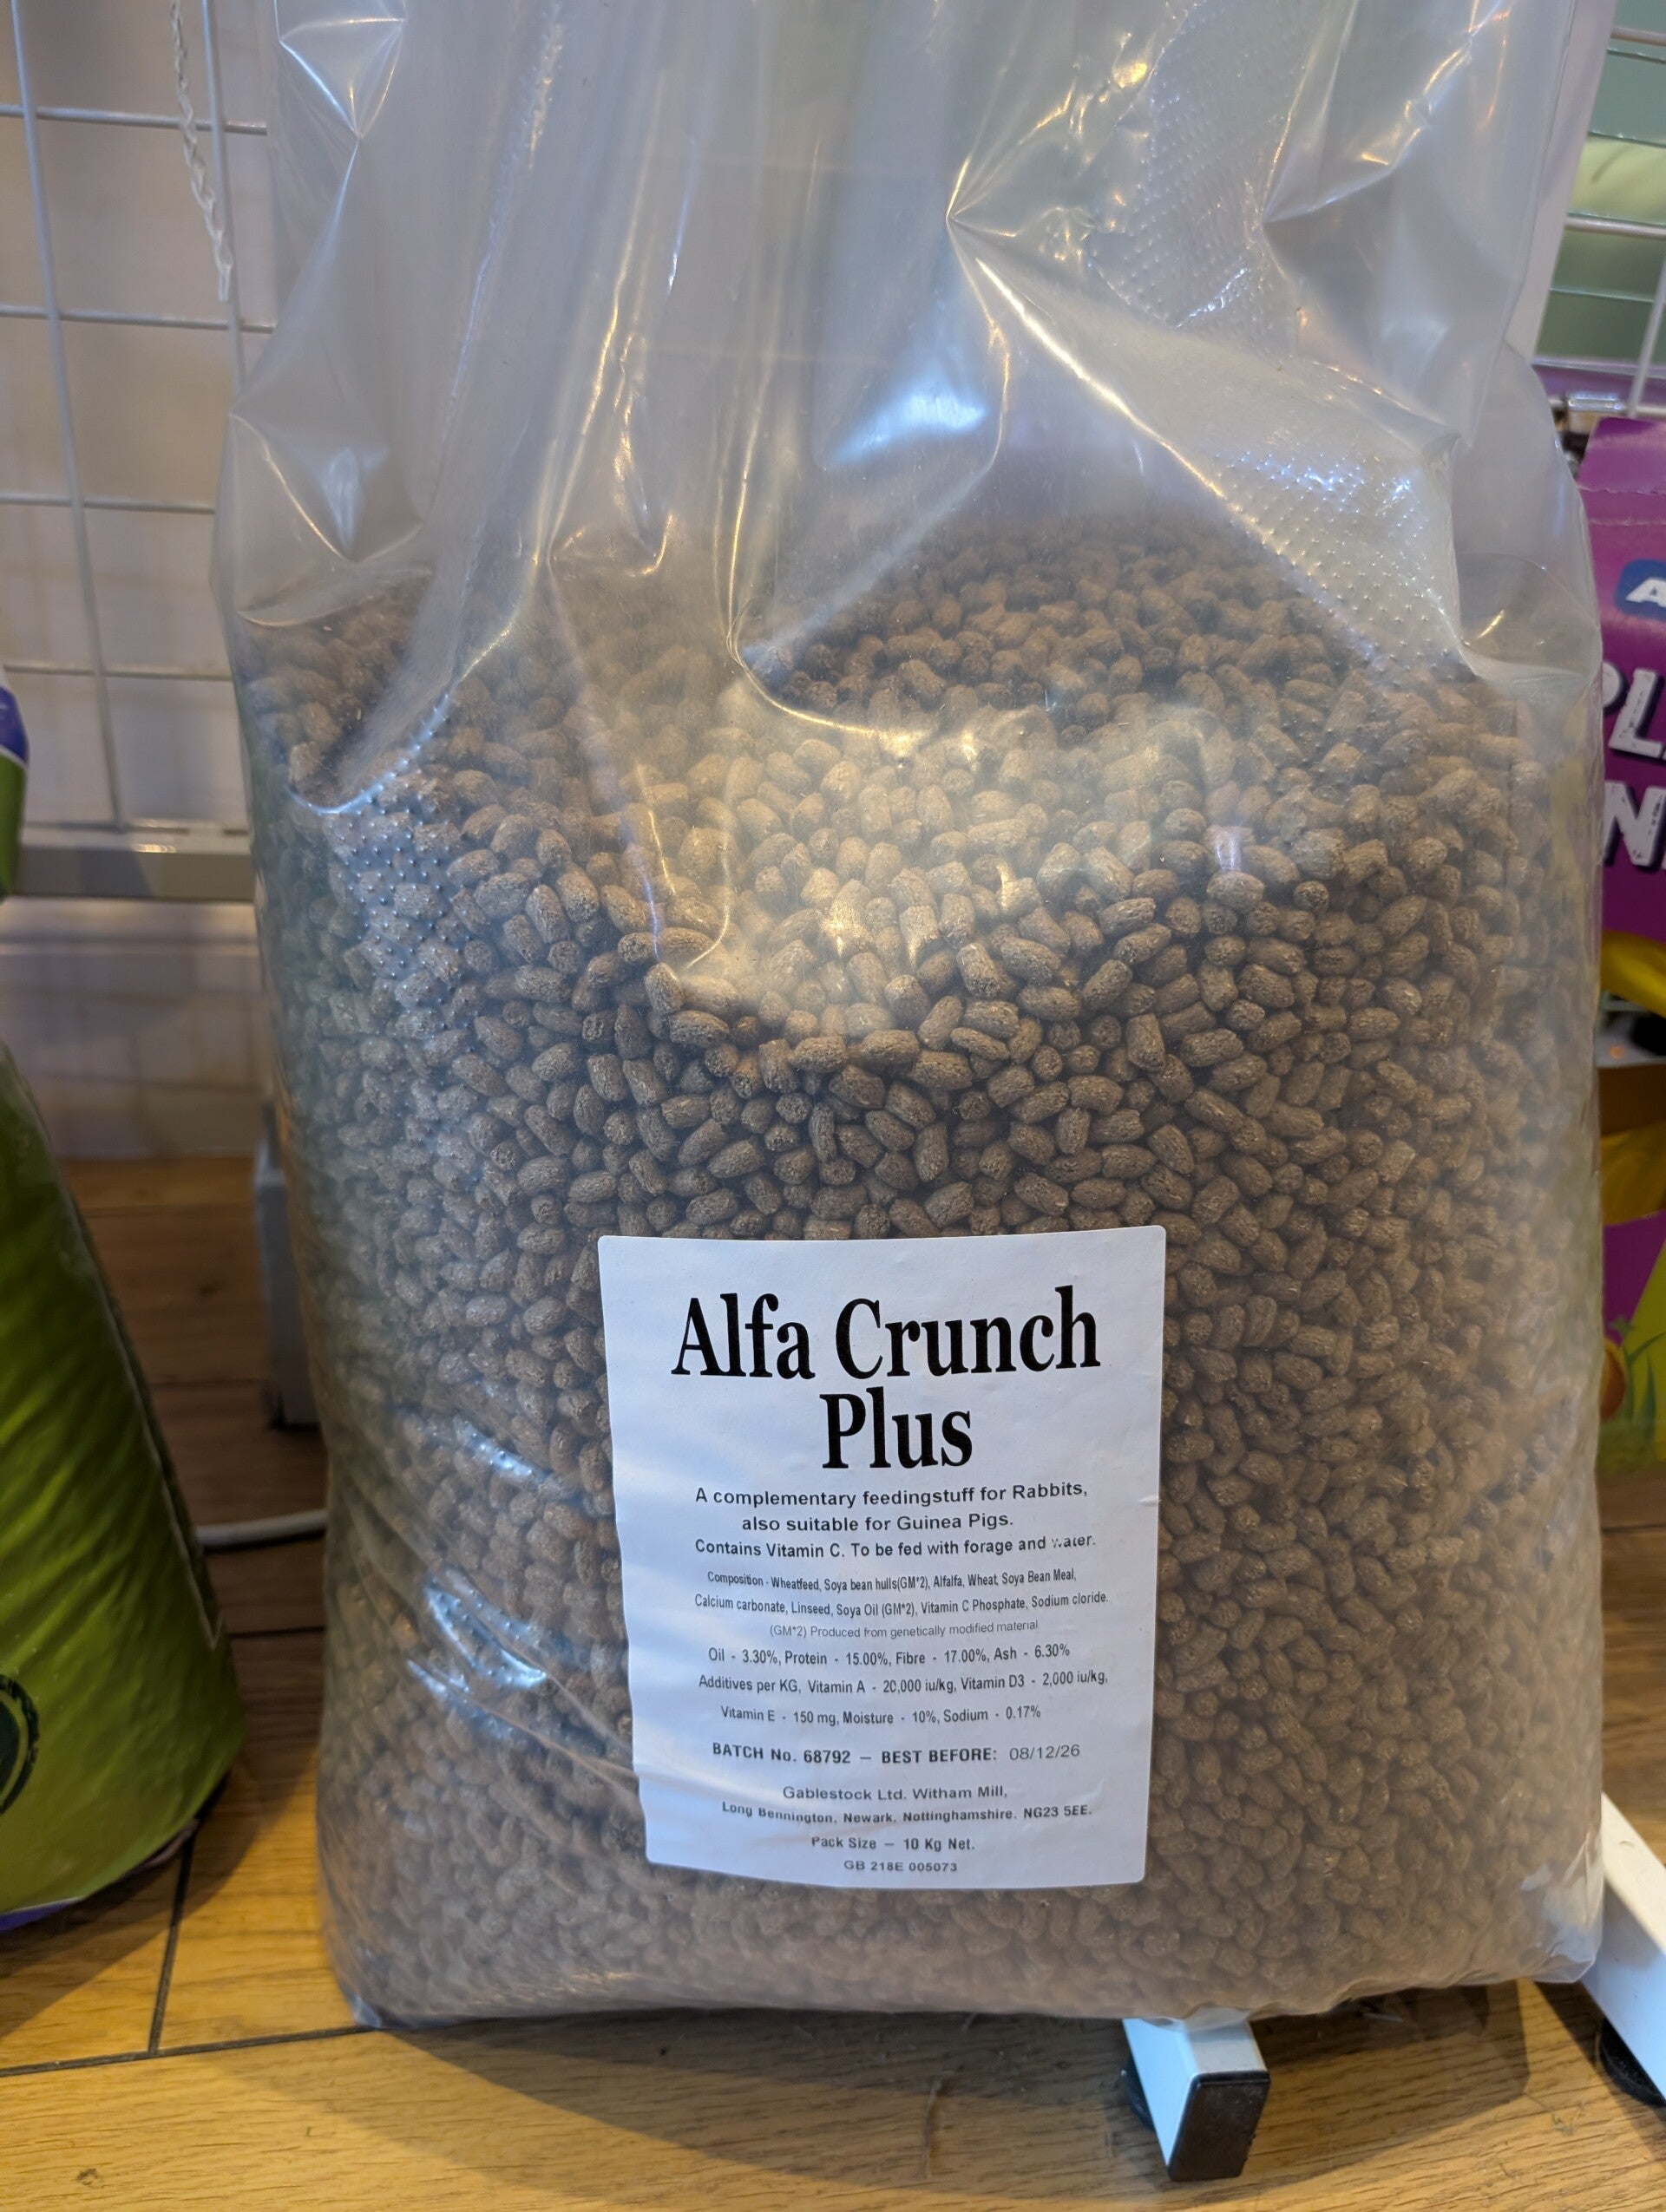 Alfa Crunch
Plus
A complementary feedingstuff for Rabbits,
also suitable for Guinea Pigs.
Contains Vitamin C. To be fed with forage and water.
Composition - Wheatfeed, Soya bean hulls(GM*2), Alfalfa, Wheat, Soya Bean Meal,
Calcium carbonate, Linseed, Soya Oil (GM*2), Vitamin C Phosphate, Sodium cloride.
(GM*2) Produced from genetically modified material
Oil - 3.30%, Protein - 15.00%, Fibre - 17.00%, Ash - 6.30%
Additives per KG, Vitamin A - 20,000 iu/kg, Vitamin D3 - 2,000 iu/kg,
Vitamin E - 150 mg, Moisture - 10%, Sodium - 0.17%
BATCH No. 68792 – BEST BEFORE: 08/12/26
Gablestock Ltd. Witham Mill,
Long Bennington, Newark, Nottinghamshire. NG23 5EE.
Pack Size – 10 Kg Net.
GB 218E 005073